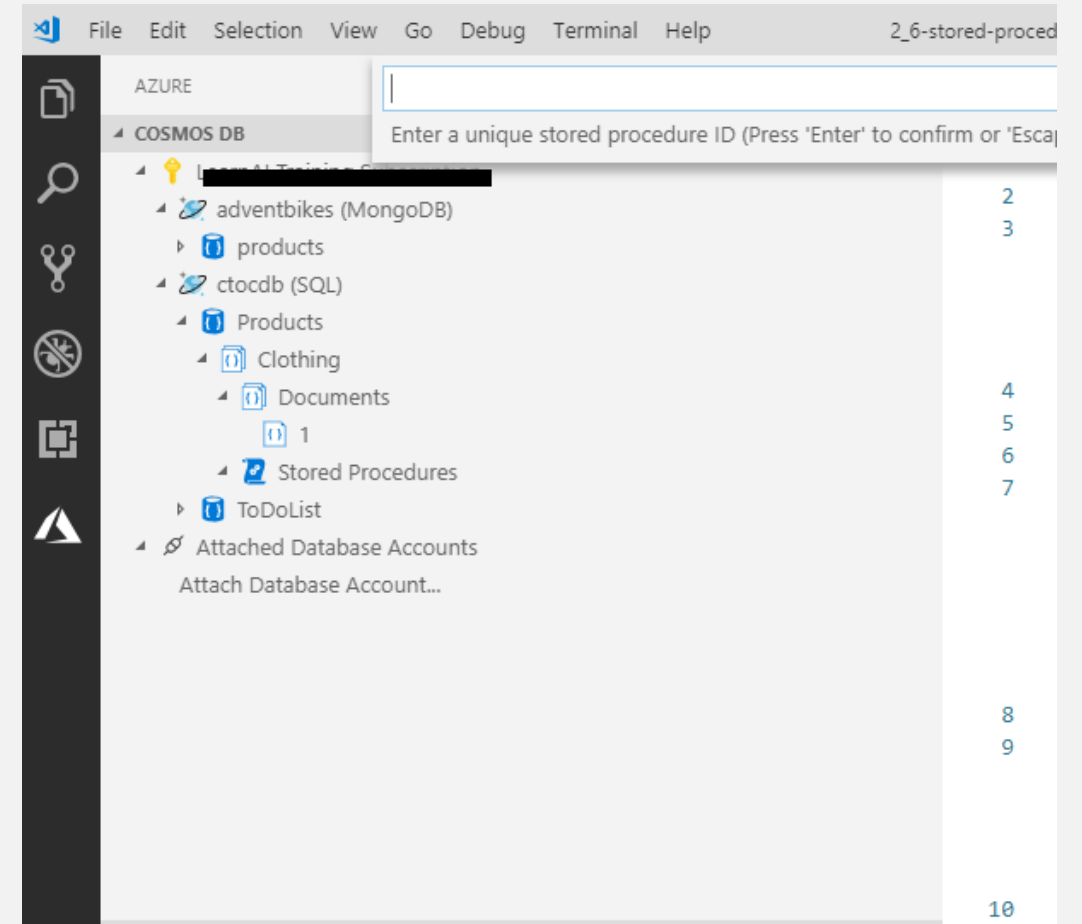 File Edit Selection View Go Debug Terminal Help 2_6-stored-proced
AZURE
COSMOS DB
Enter a unique stored procedure ID (Press 'Enter' to confirm or 'Escap
adventbikes (MongoDB)
products
ctocdb (SQL)
Products
Clothing
Documents
1
Stored Procedures
ToDoList
Attached Database Accounts
Attach Database Account...
2
3
4
5
6
7
8
9
10